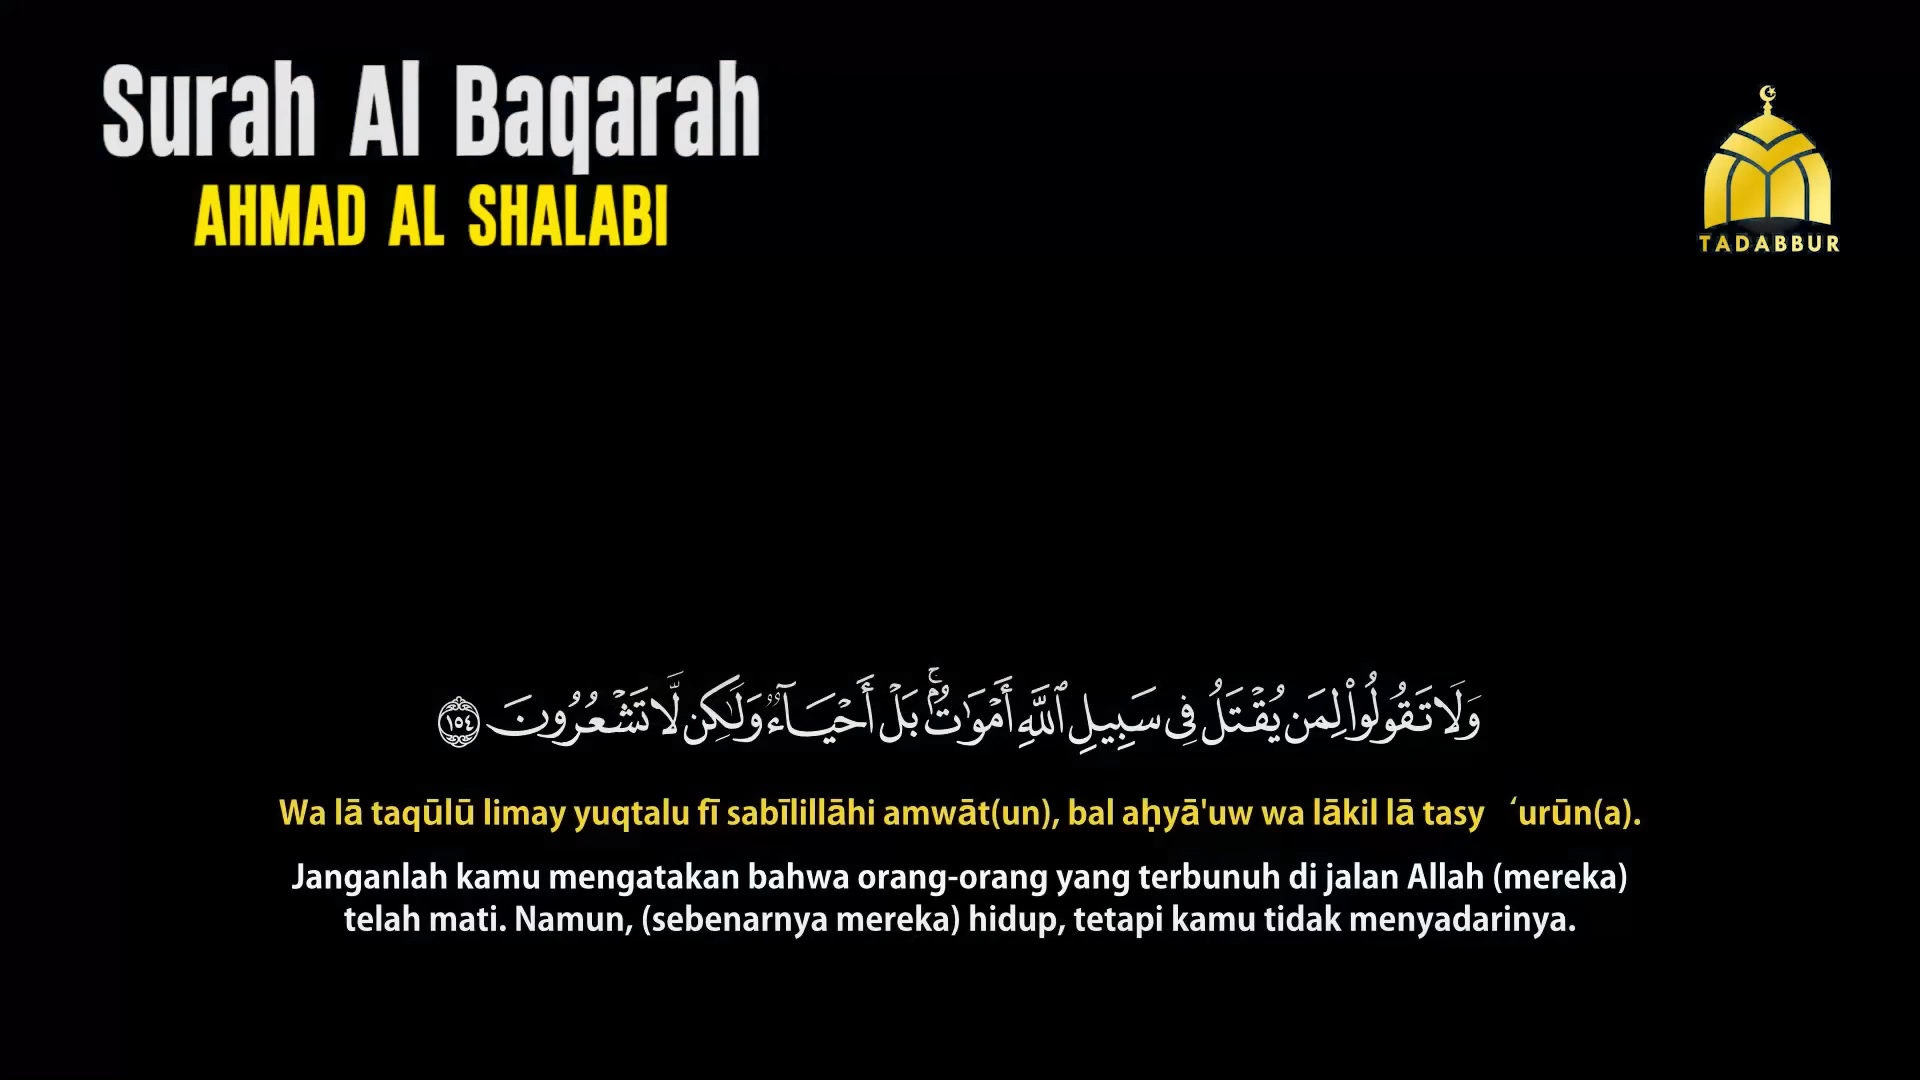 Surah Al Baqarah
AHMAD AL SHALABI
TADABBUR
وَلَا تَقُولُوا۟ لِمَن يُقْتَلُ فِى سَبِيلِ ٱللَّهِ أَمْوَٰتٌۢ ۚ بَلْ أَحْيَآءٌ وَلَـٰكِن لَّا تَشْعُرُونَ ١٥٤
Wa lā taqūlū limay yuqtalu fī sabīlillāhi amwāt(un), bal aḥyā'uw wa lākil lā tasy ‘urūn(a).
Janganlah kamu mengatakan bahwa orang-orang yang terbunuh di jalan Allah (mereka)
telah mati. Namun, (sebenarnya mereka) hidup, tetapi kamu tidak menyadarinya.